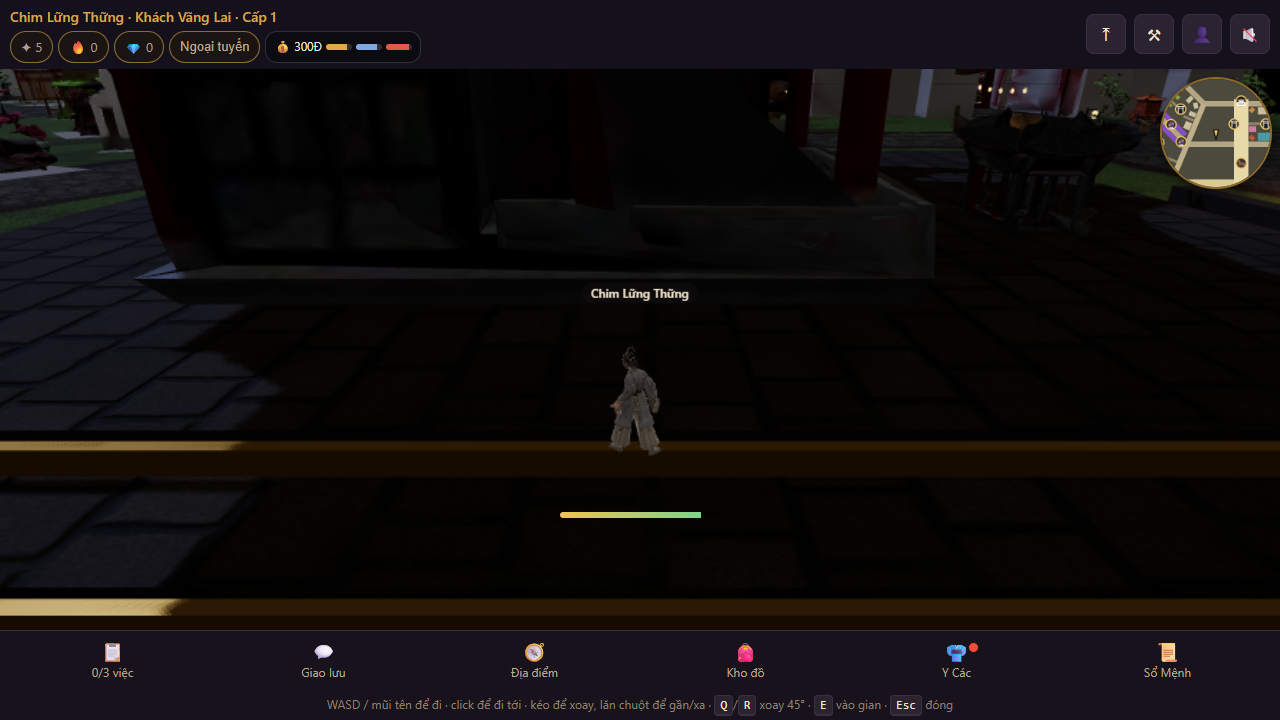 Chim Lững Thững · Khách Vãng Lai · Cấp 1
✦ 5
0
0
Ngoại tuyến
300Đ
Chim Lững Thững
0/3 việc
Giao lưu
Địa điểm
Kho đồ
Y Các
Sổ Mệnh
WASD / mũi tên để đi · click để đi tới · kéo để xoay, lăn chuột để gần/xa · Q / R xoay 45° · E vào gian · Esc đóng